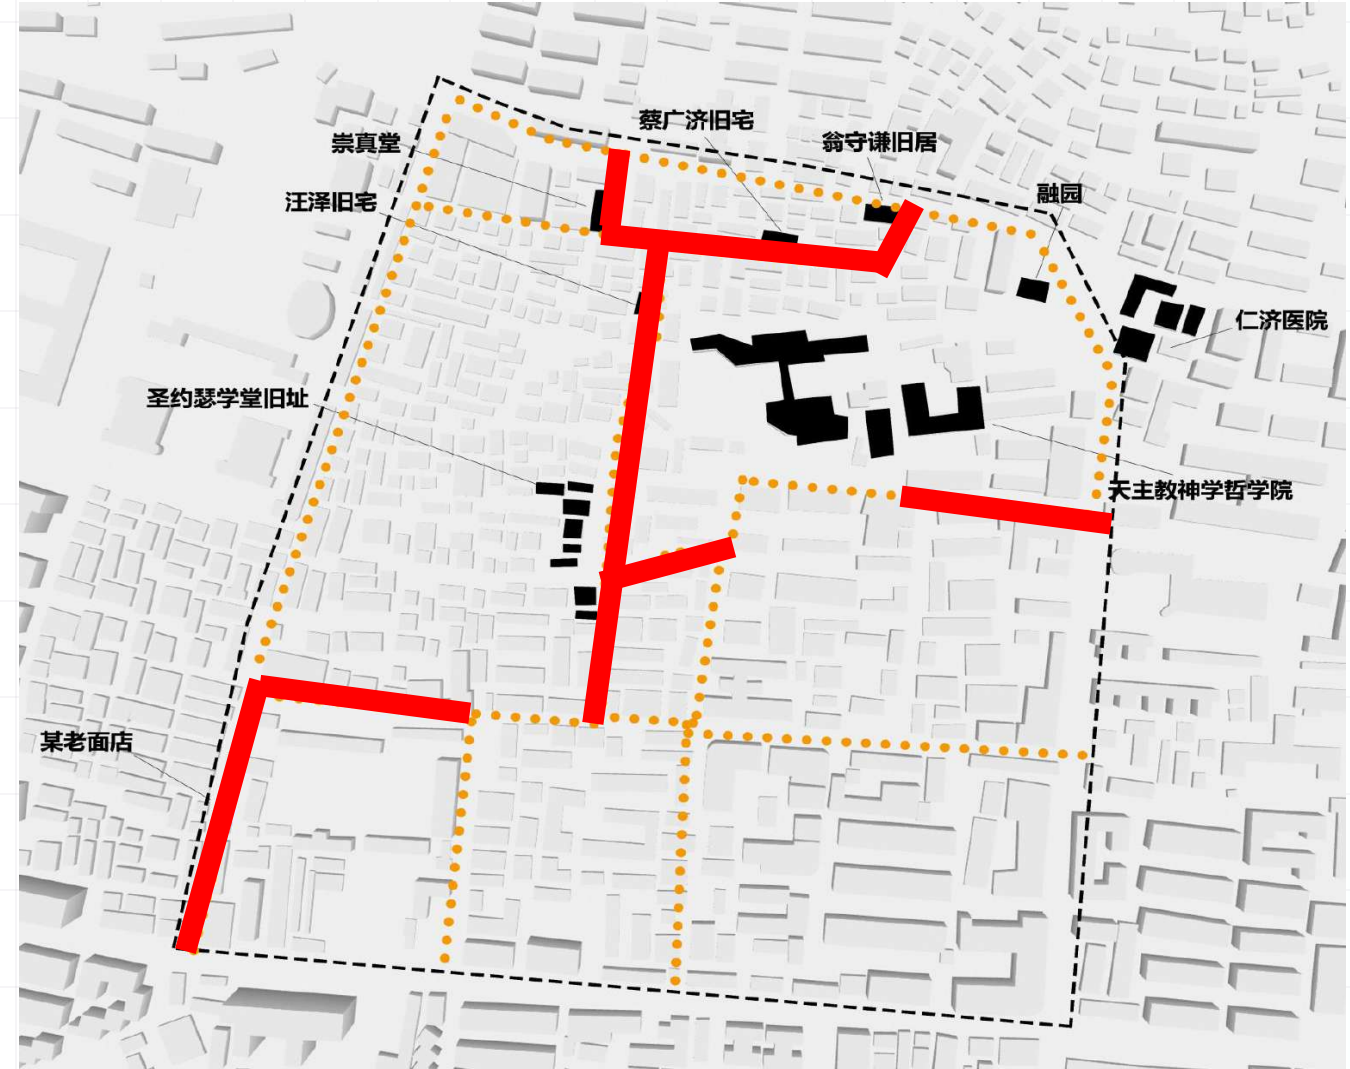 蔡广济旧宅
崇真堂
翁守谦旧居
汪泽旧宅
融园
仁济医院
圣约瑟学堂旧址
天主教神学哲学院
某老面店